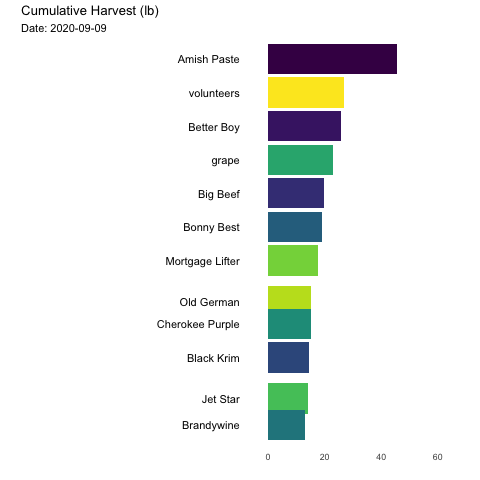 Cumulative Harvest (lb)
Date: 2020-09-09
Amish Paste
volunteers
Better Boy
grape
Big Beef
Bonny Best
Mortgage Lifter
Old German
Cherokee Purple
Black Krim
Jet Star
Brandywine
0 20 40 60